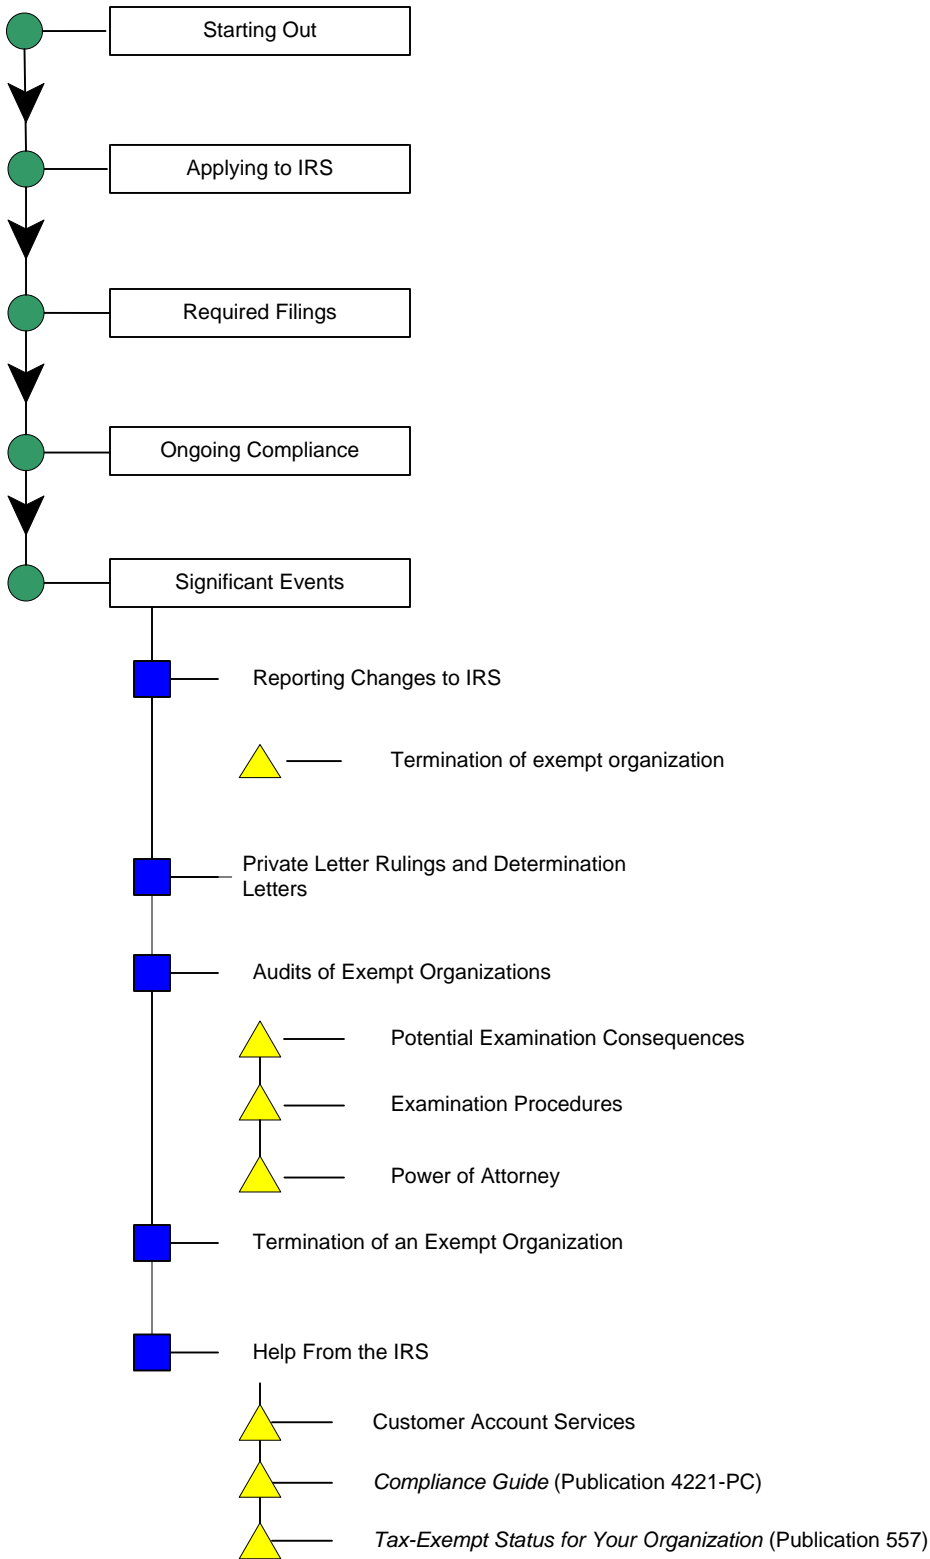 Starting Out
Applying to IRS
Required Filings
Ongoing Compliance
Significant Events
Reporting Changes to IRS
Termination of exempt organization
Private Letter Rulings and Determination
Letters
Audits of Exempt Organizations
Potential Examination Consequences
Examination Procedures
Power of Attorney
Termination of an Exempt Organization
Help From the IRS
Customer Account Services
Compliance Guide (Publication 4221-PC)
Tax-Exempt Status for Your Organization (Publication 557)